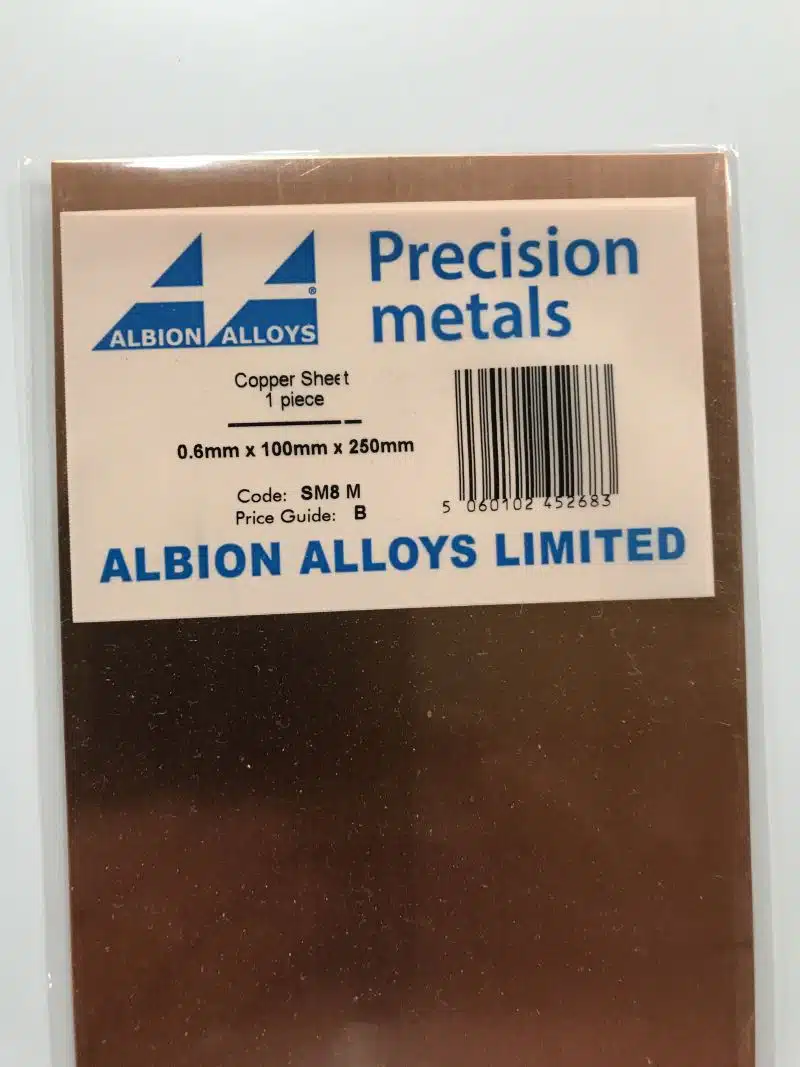 ALBION ALLOYS®
Precision
metals
Copper Sheet
1 piece
0.6mm x 100mm x 250mm
Code: SM8 M
Price Guide: B
5 060102 452683
ALBION ALLOYS LIMITED